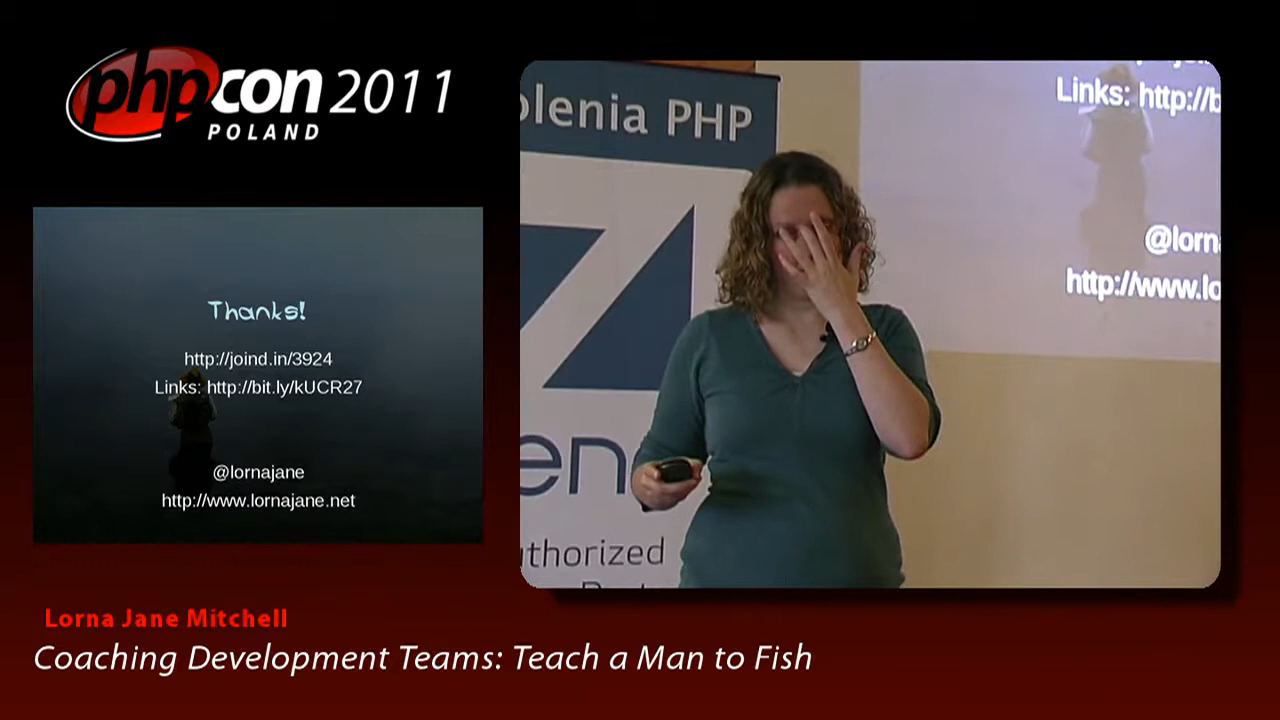 phpcon 2011
POLAND
Thanks!
http://joind.in/3924
Links: http://bit.ly/kUCR27
@lornajane
http://www.lornajane.net
olenia PHP
en
uthorized
Links: http://b
@lorna
http://www.lo
Lorna Jane Mitchell
Coaching Development Teams: Teach a Man to Fish